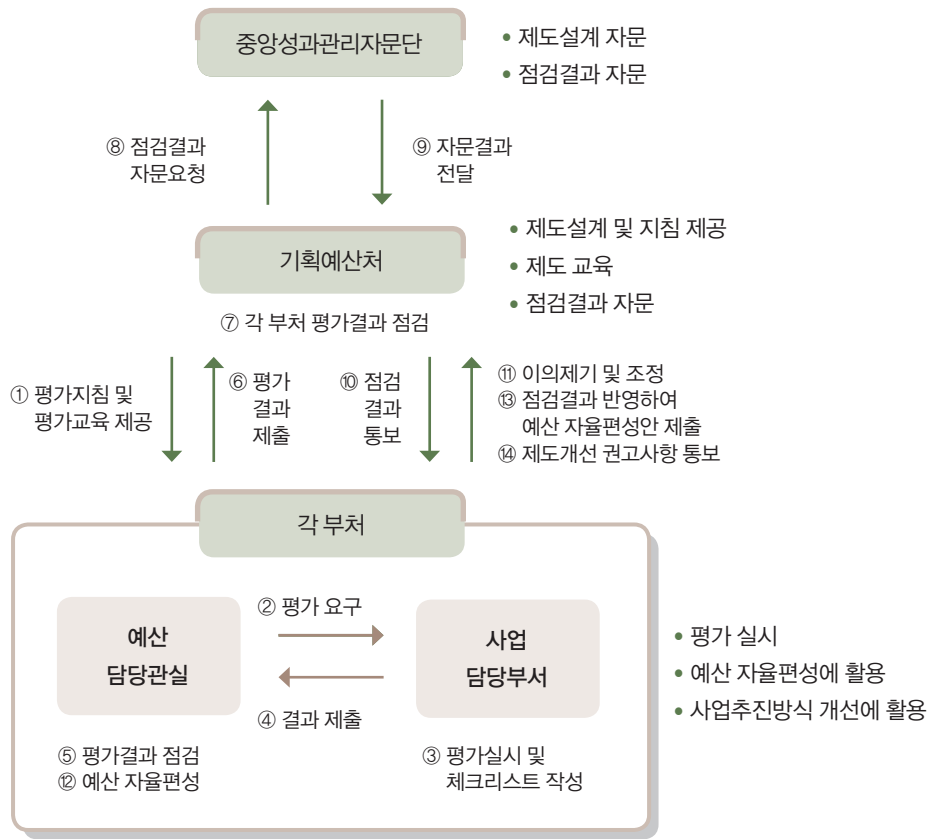 중앙성과관리자문단
• 제도설계 자문
• 점검결과 자문
⑧ 점검결과
자문요청
⑨ 자문결과
전달
기획예산처
• 제도설계 및 지침 제공
• 제도 교육
• 점검결과 자문
⑦ 각 부처 평가결과 점검
① 평가지침 및
평가교육 제공
⑥ 평가
결과
제출
⑩ 점검
결과
통보
⑪ 이의제기 및 조정
⑬ 점검결과 반영하여
예산 자율편성안 제출
⑭ 제도개선 권고사항 통보
각 부처
예산
담당관실
② 평가 요구
④ 결과 제출
사업
담당부서
⑤ 평가결과 점검
⑫ 예산 자율편성
③ 평가실시 및
체크리스트 작성
• 평가 실시
• 예산 자율편성에 활용
• 사업추진방식 개선에 활용